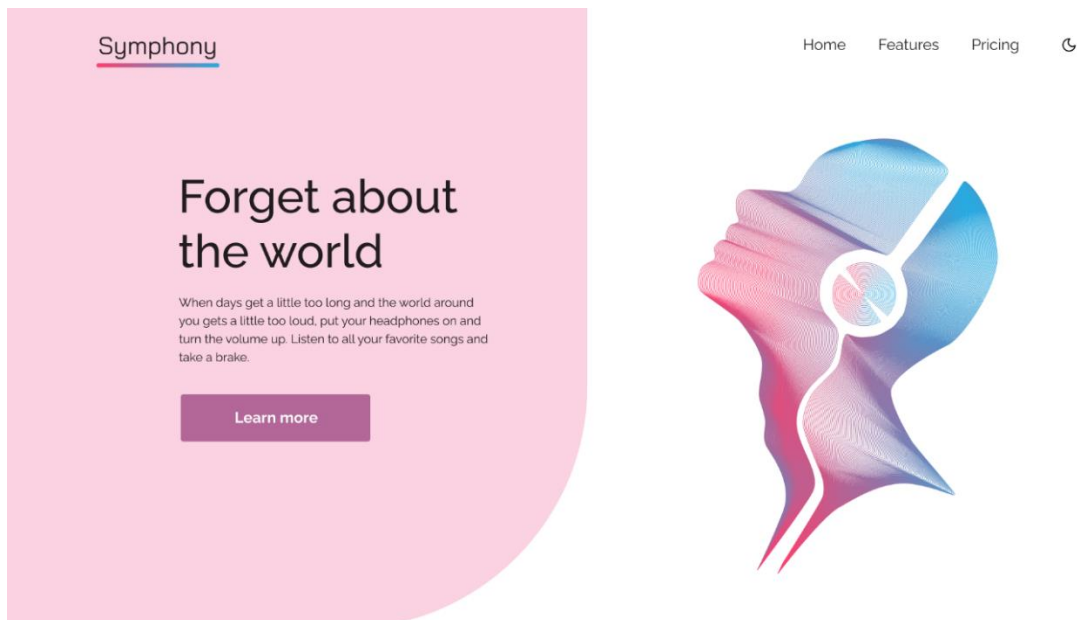 Symphony
Home Features Pricing
Forget about
the world
When days get a little too long and the world around
you gets a little too loud, put your headphones on and
turn the volume up. Listen to all your favorite songs and
take a brake.
Learn more